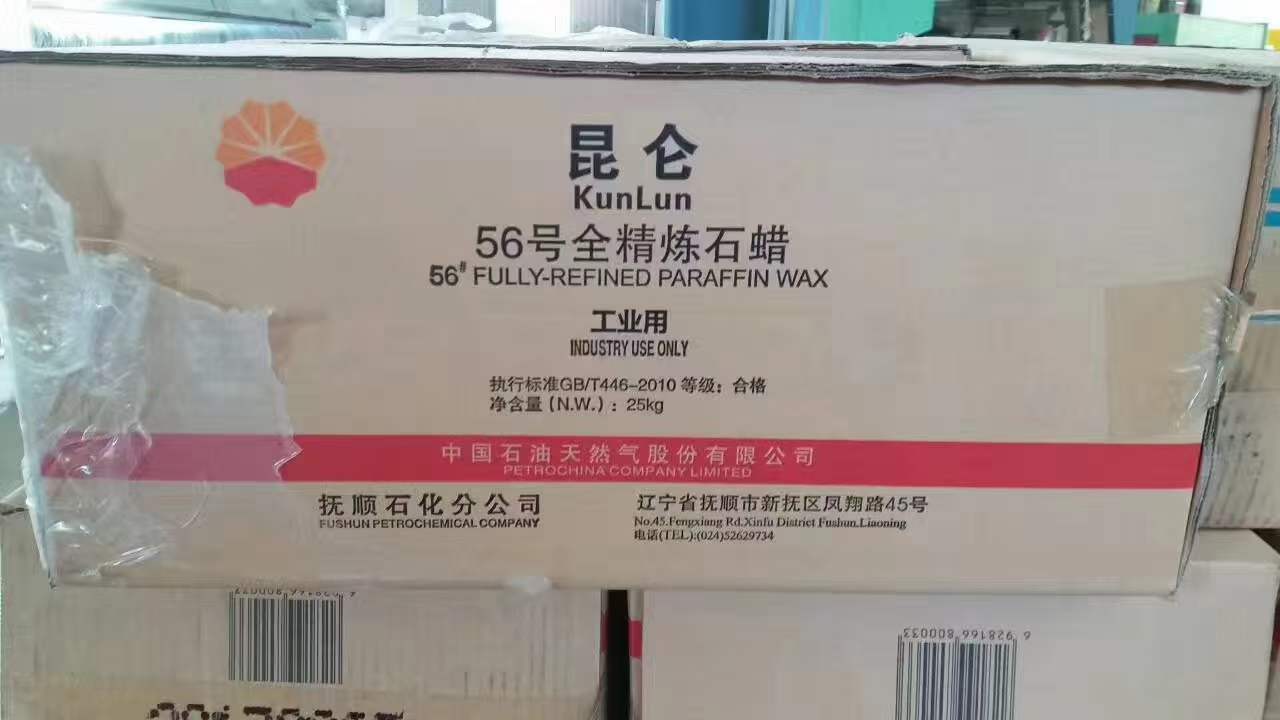 昆仑
KunLun
56号全精炼石蜡
56# FULLY-REFINED PARAFFIN WAX
工业用
INDUSTRY USE ONLY
执行标准GB/T446-2010 等级：合格
净含量（N.W.）：25kg
中国石油天然气股份有限公司
PETROCHINA COMPANY LIMITED
抚顺石化分公司
FUSHUN PETROCHEMICAL COMPANY
辽宁省抚顺市新抚区凤翔路45号
No.45.Fengxiang Rd.Xinfu District Fushun.Liaoning
电话(TEL):(024)52629734
6 928166 800033